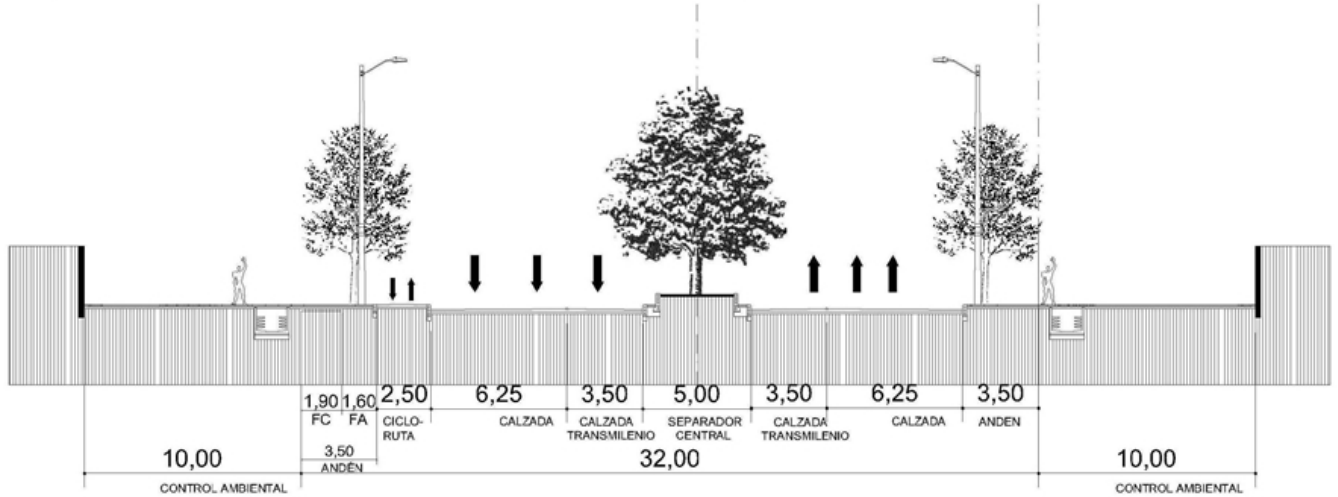 2,50 6,25 3,50 5,00 3,50 6,25 3,50
1,90 1,60
FC FA CICLO- CALZADA CALZADA SEPARADOR CALZADA CALZADA ANDEN
RUTA TRANSMILENIO CENTRAL TRANSMILENIO
3,50
ANDÉN
10,00 32,00 10,00
CONTROL AMBIENTAL CONTROL AMBIENTAL